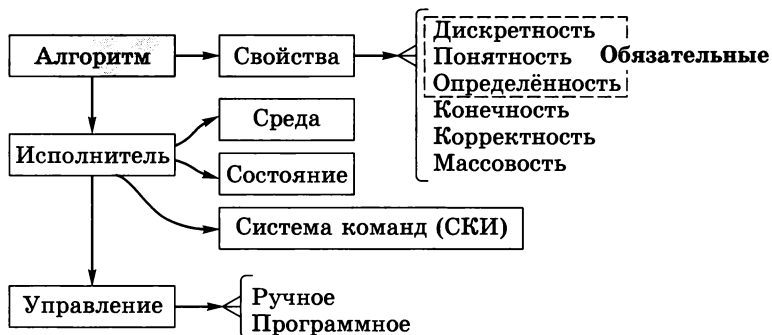 Алгоритм
Свойства
Дискретность
Понятность
Определённость
Обязательные
Конечность
Корректность
Массовость
Исполнитель
Среда
Состояние
Система команд (СКИ)
Управление
Ручное
Программное